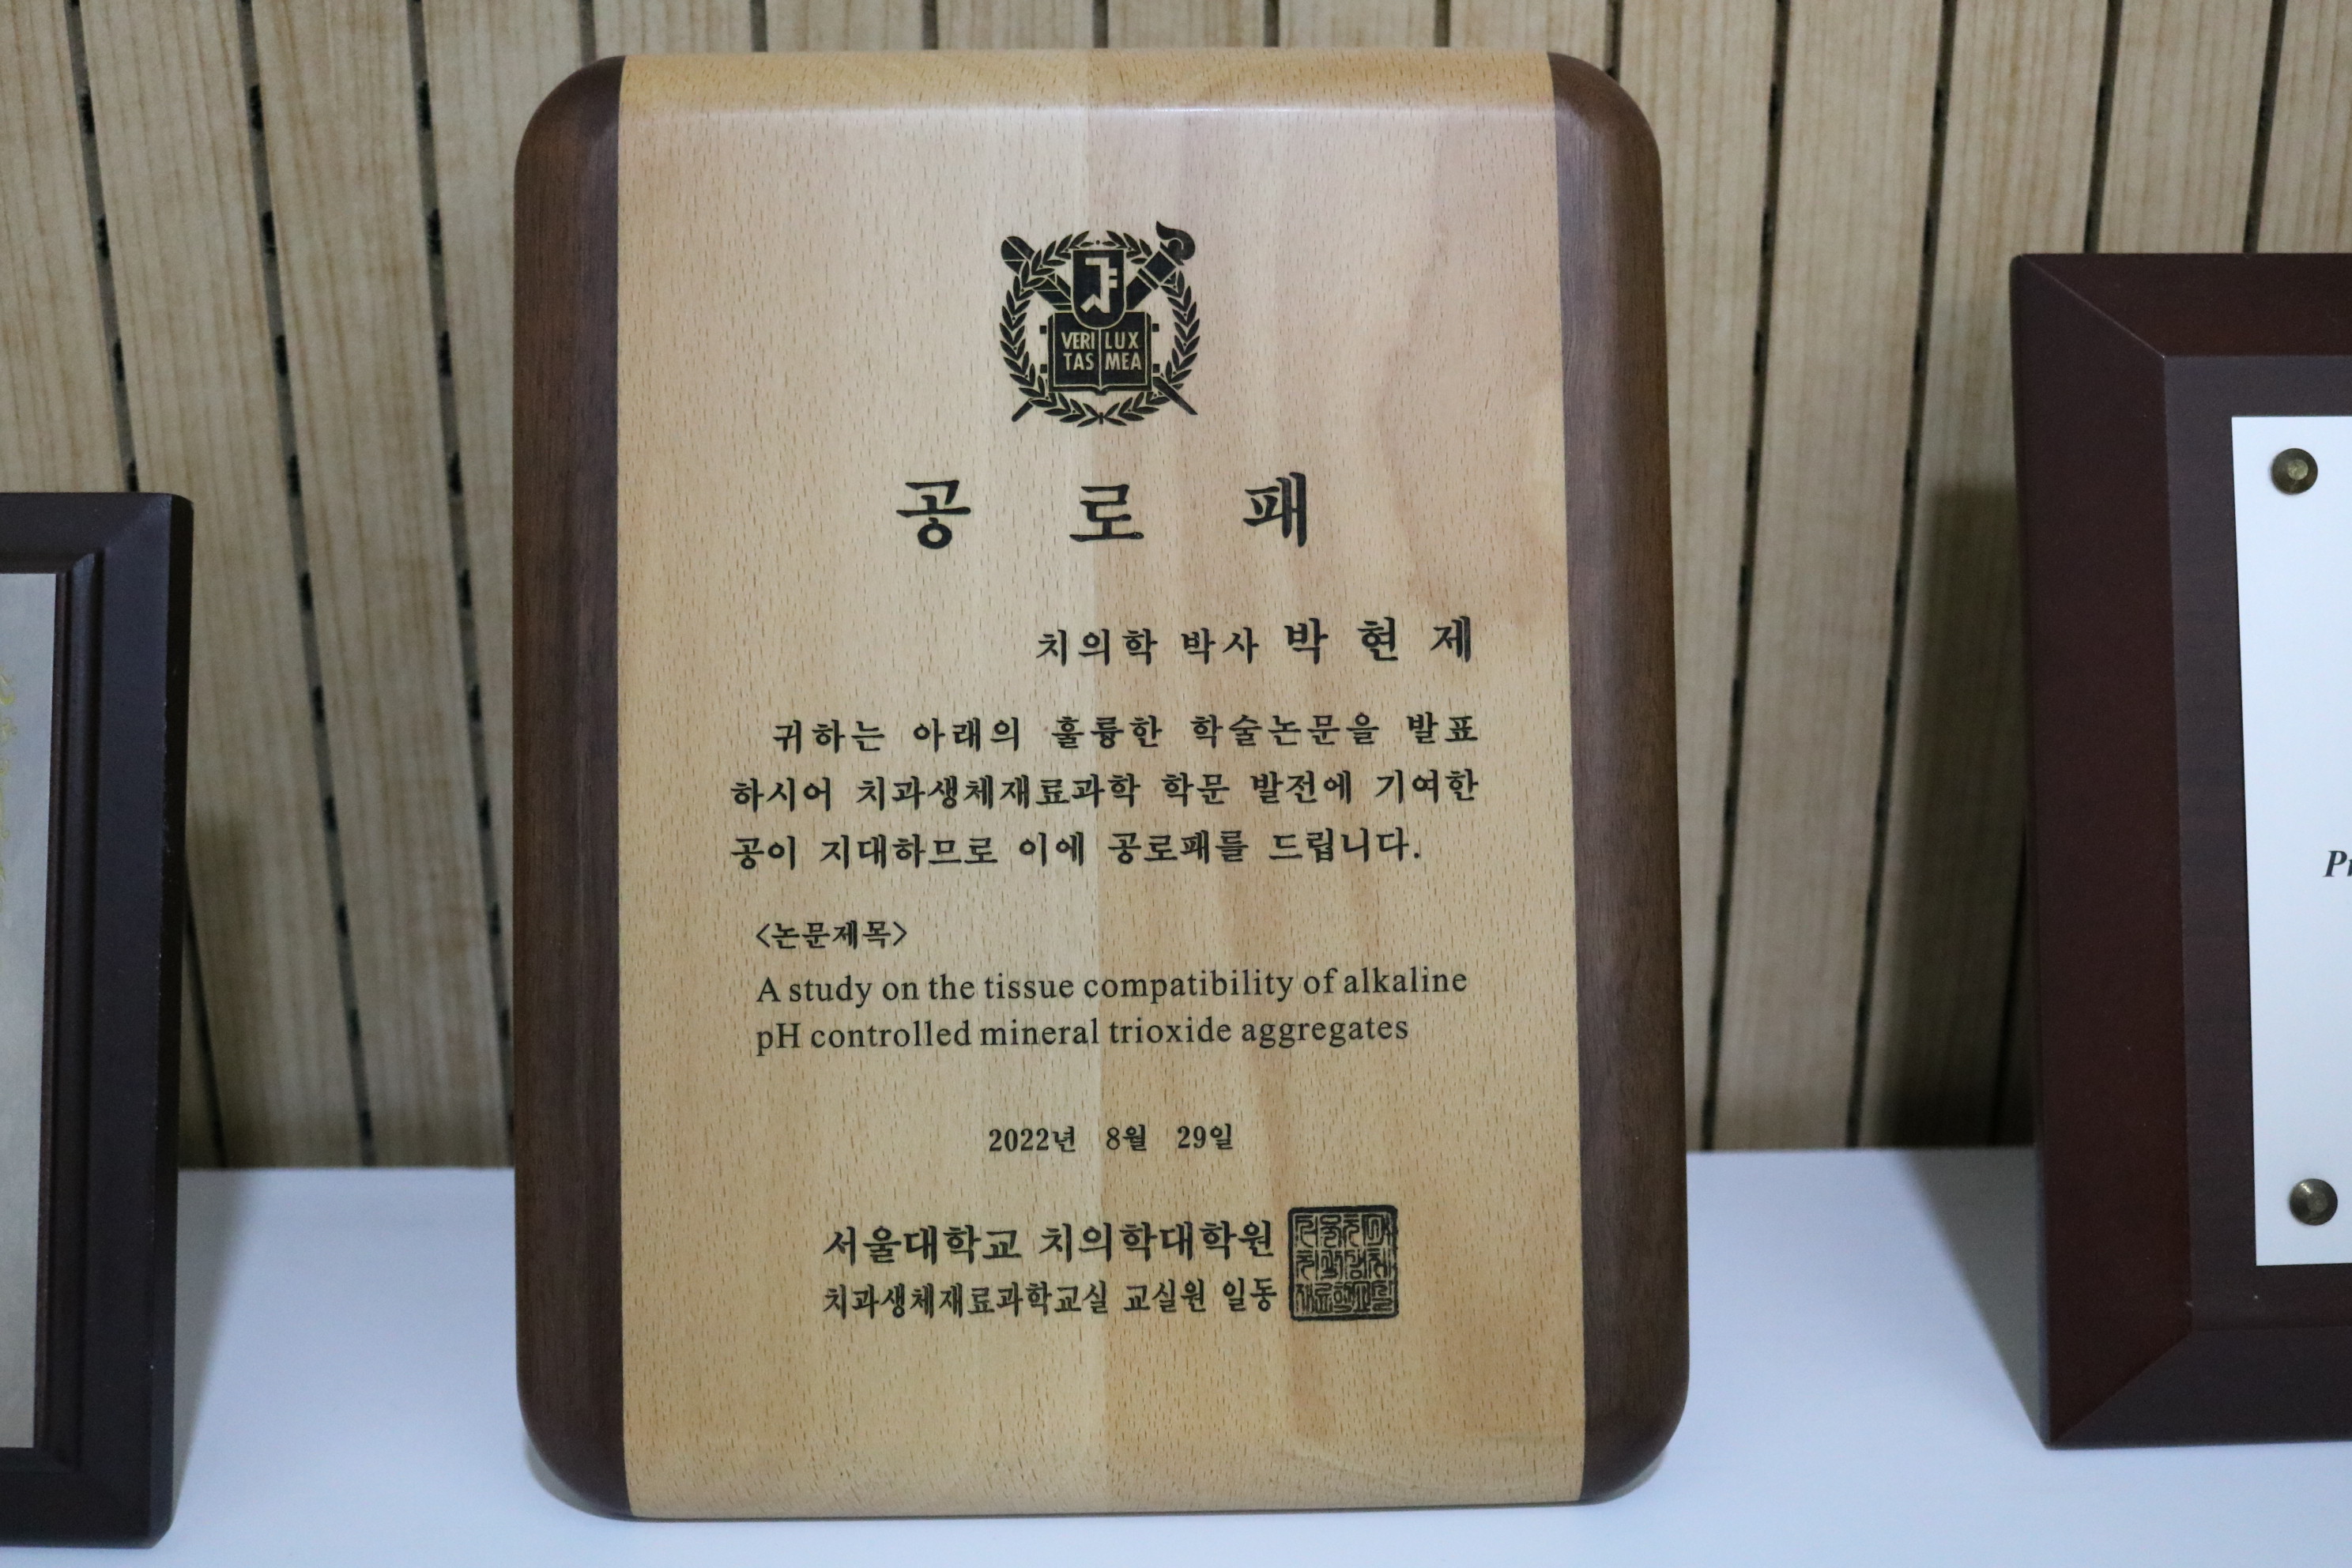 VERI LUX
TAS MEA
공 로 패
치의학 박사 박 현 제
귀하는 아래의 훌륭한 학술논문을 발표
하시어 치과생체재료과학 학문 발전에 기여한
공이 지대하므로 이에 공로패를 드립니다.
<논문제목>
A study on the tissue compatibility of alkaline
pH controlled mineral trioxide aggregates
2022년 8월 29일
서울대학교 치의학대학원
치과생체재료과학교실 교실원 일동